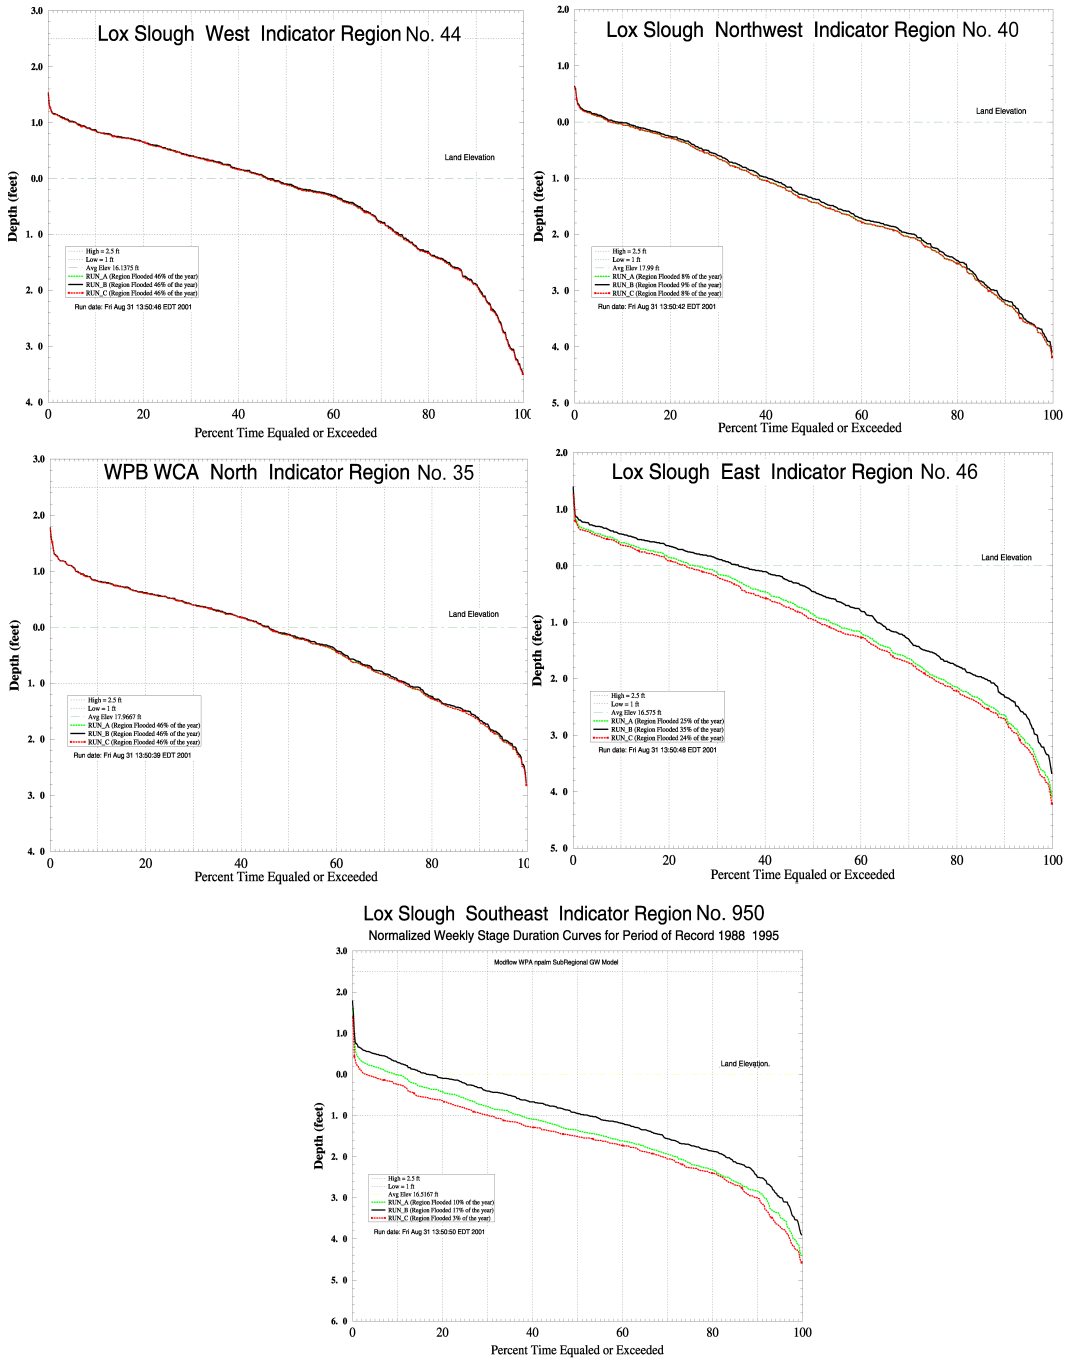 Lox Slough West Indicator Region No. 44
3.0
2.0
1.0
0.0
1. 0
2. 0
3. 0
4. 0
Depth (feet)
Land Elevation
High = 2.5 ft
Low = 1 ft
Avg Elev 16.1375 ft
RUN_A (Region Flooded 46% of the year)
RUN_B (Region Flooded 46% of the year)
RUN_C (Region Flooded 46% of the year)
Run date: Fri Aug 31 13:50:46 EDT 2001
0 20 40 60 80 100
Percent Time Equaled or Exceeded
Lox Slough Northwest Indicator Region No. 40
2.0
1.0
0.0
1. 0
2. 0
3. 0
4. 0
5. 0
Depth (feet)
Land Elevation
High = 2.5 ft
Low = 1 ft
Avg Elev 17.99 ft
RUN_A (Region Flooded 8% of the year)
RUN_B (Region Flooded 9% of the year)
RUN_C (Region Flooded 8% of the year)
Run date: Fri Aug 31 13:50:42 EDT 2001
0 20 40 60 80 100
Percent Time Equaled or Exceeded
WPB WCA North Indicator Region No. 35
3.0
2.0
1.0
0.0
1. 0
2. 0
3. 0
4. 0
Depth (feet)
Land Elevation
High = 2.5 ft
Low = 1 ft
Avg Elev 17.9667 ft
RUN_A (Region Flooded 46% of the year)
RUN_B (Region Flooded 46% of the year)
RUN_C (Region Flooded 46% of the year)
Run date: Fri Aug 31 13:50:39 EDT 2001
0 20 40 60 80 100
Percent Time Equaled or Exceeded
Lox Slough East Indicator Region No. 46
2.0
1.0
0.0
1. 0
2. 0
3. 0
4. 0
5. 0
Depth (feet)
Land Elevation
High = 2.5 ft
Low = 1 ft
Avg Elev 16.575 ft
RUN_A (Region Flooded 25% of the year)
RUN_B (Region Flooded 35% of the year)
RUN_C (Region Flooded 24% of the year)
Run date: Fri Aug 31 13:50:48 EDT 2001
0 20 40 60 80 100
Percent Time Equaled or Exceeded
Lox Slough Southeast Indicator Region No. 950
Normalized Weekly Stage Duration Curves for Period of Record 1988 1995
Modflow WPA npalm SubRegional GW Model
3.0
2.0
1.0
0.0
1. 0
2. 0
3. 0
4. 0
5. 0
6. 0
Depth (feet)
Land Elevation.
High = 2.5 ft
Low = 1 ft
Avg Elev 16.5167 ft
RUN_A (Region Flooded 10% of the year)
RUN_B (Region Flooded 17% of the year)
RUN_C (Region Flooded 3% of the year)
Run date: Fri Aug 31 13:50:50 EDT 2001
0 20 40 60 80 100
Percent Time Equaled or Exceeded